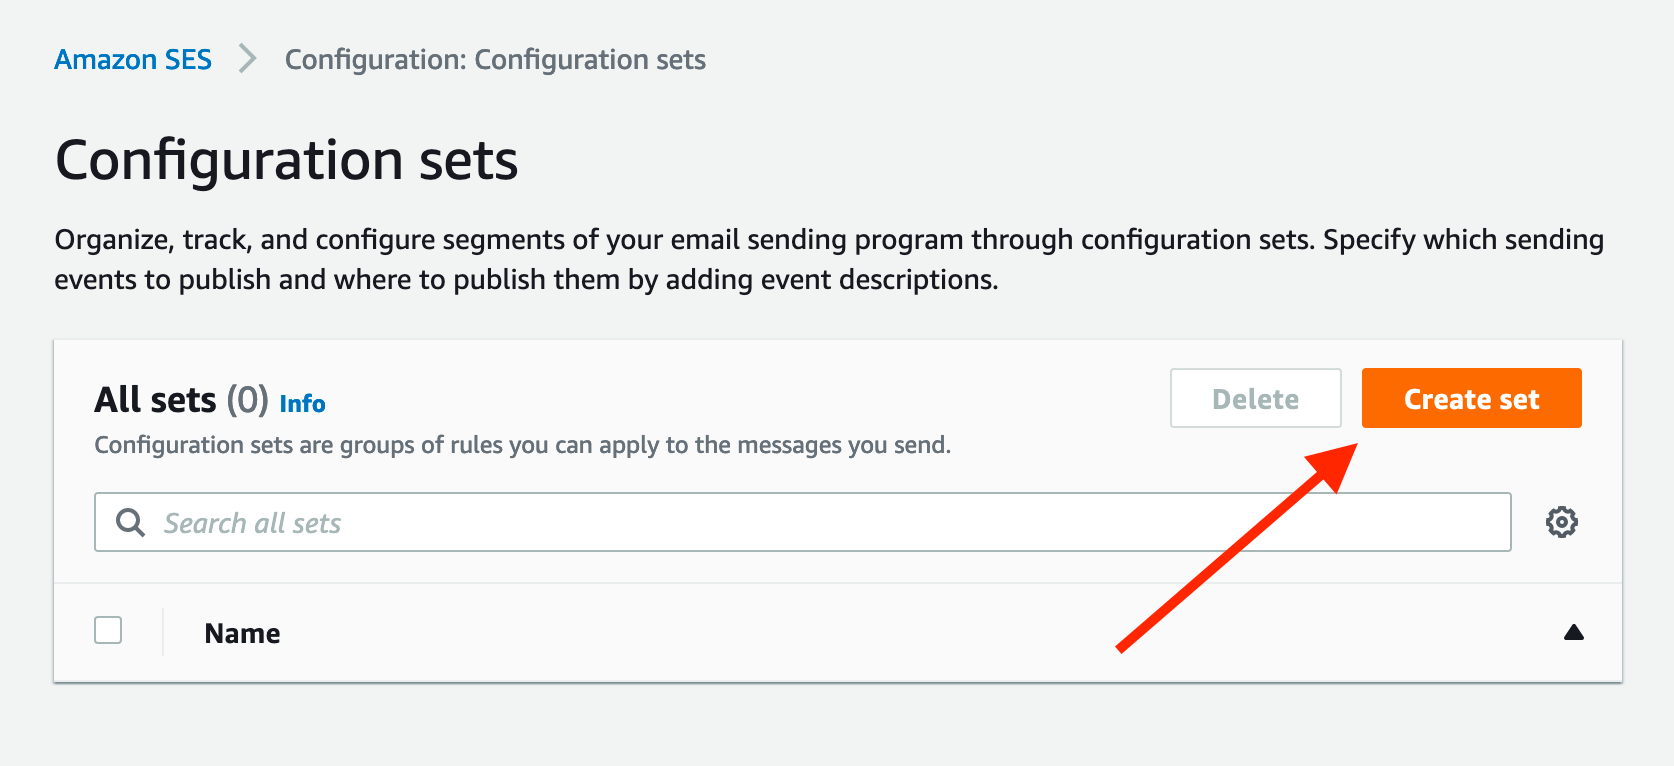 Amazon SES Configuration: Configuration sets
Configuration sets
Organize, track, and configure segments of your email sending program through configuration sets. Specify which sending
events to publish and where to publish them by adding event descriptions.
All sets (0) Info
Delete
Create set
Configuration sets are groups of rules you can apply to the messages you send.
Search all sets
Name